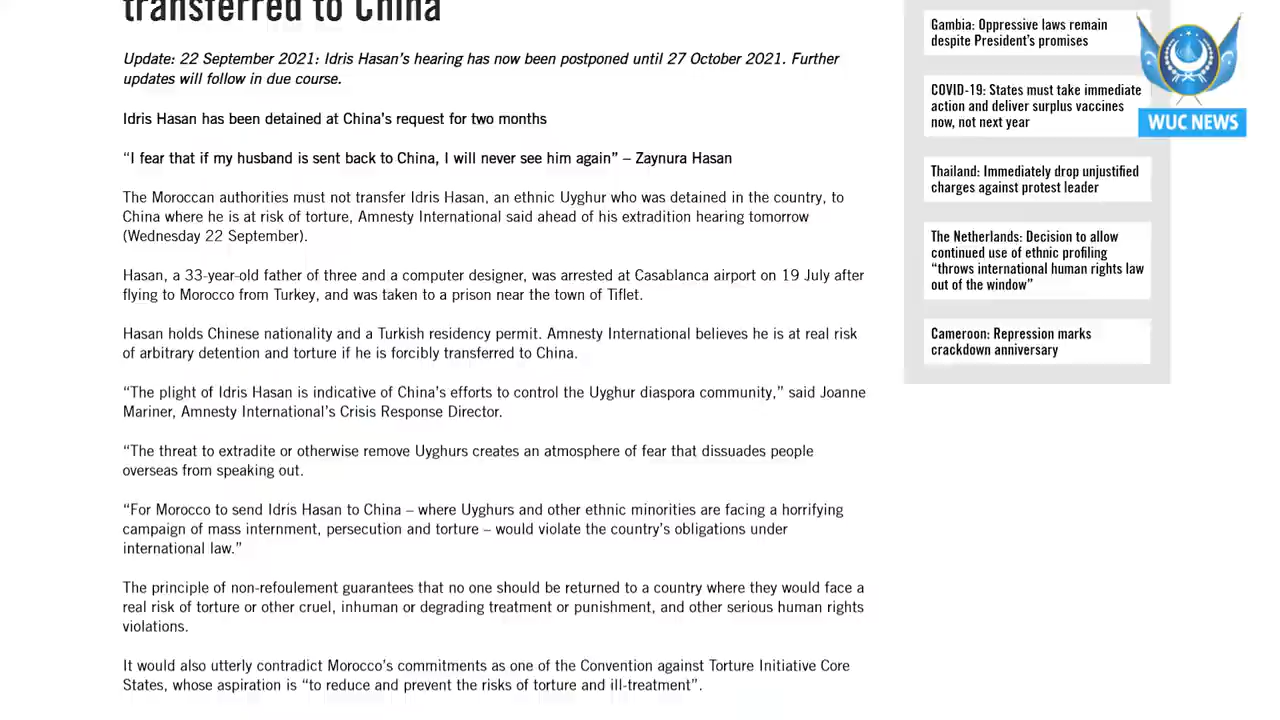 transferred to China
Update: 22 September 2021: Idris Hasan’s hearing has now been postponed until 27 October 2021. Further
updates will follow in due course.
Idris Hasan has been detained at China’s request for two months
“I fear that if my husband is sent back to China, I will never see him again” – Zaynura Hasan
The Moroccan authorities must not transfer Idris Hasan, an ethnic Uyghur who was detained in the country, to
China where he is at risk of torture, Amnesty International said ahead of his extradition hearing tomorrow
(Wednesday 22 September).
Hasan, a 33-year-old father of three and a computer designer, was arrested at Casablanca airport on 19 July after
flying to Morocco from Turkey, and was taken to a prison near the town of Tiflet.
Hasan holds Chinese nationality and a Turkish residency permit. Amnesty International believes he is at real risk
of arbitrary detention and torture if he is forcibly transferred to China.
“The plight of Idris Hasan is indicative of China’s efforts to control the Uyghur diaspora community,” said Joanne
Mariner, Amnesty International’s Crisis Response Director.
“The threat to extradite or otherwise remove Uyghurs creates an atmosphere of fear that dissuades people
overseas from speaking out.
“For Morocco to send Idris Hasan to China – where Uyghurs and other ethnic minorities are facing a horrifying
campaign of mass internment, persecution and torture – would violate the country’s obligations under
international law.”
The principle of non-refoulement guarantees that no one should be returned to a country where they would face a
real risk of torture or other cruel, inhuman or degrading treatment or punishment, and other serious human rights
violations.
It would also utterly contradict Morocco’s commitments as one of the Convention against Torture Initiative Core
States, whose aspiration is “to reduce and prevent the risks of torture and ill-treatment”.
Gambia: Oppressive laws remain
despite President’s promises
COVID-19: States must take immediate
action and deliver surplus vaccines
now, not next year
Thailand: Immediately drop unjustified
charges against protest leader
The Netherlands: Decision to allow
continued use of ethnic profiling
“throws international human rights law
out of the window”
Cameroon: Repression marks
crackdown anniversary
WUC NEWS